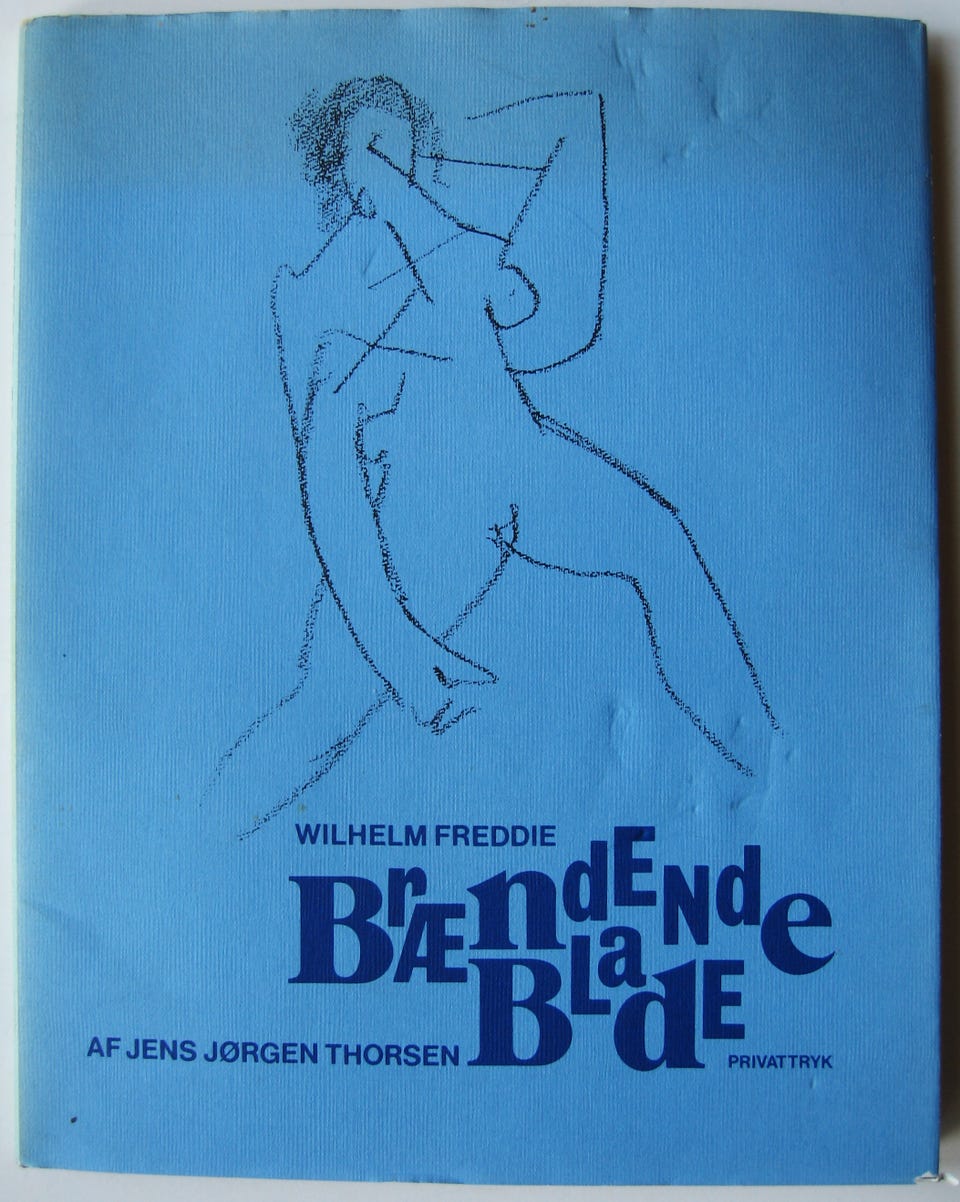 WILHELM FREDDIE
BrÆndENde
BLadE
AF JENS JØRGEN THORSEN
PRIVATTRYK